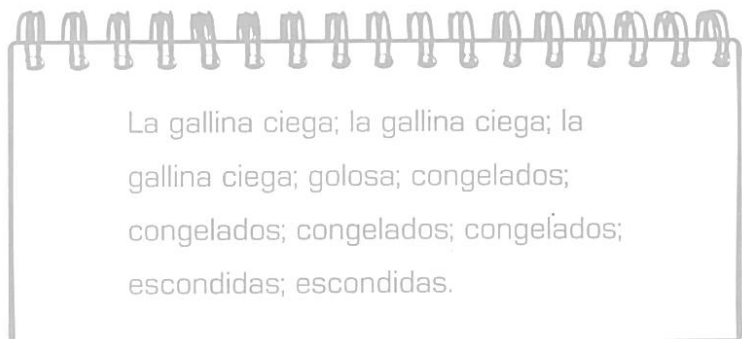 La gallina ciega; la gallina ciega; la
gallina ciega; golosa; congelados;
congelados; congelados; congelados;
escondidas; escondidas.